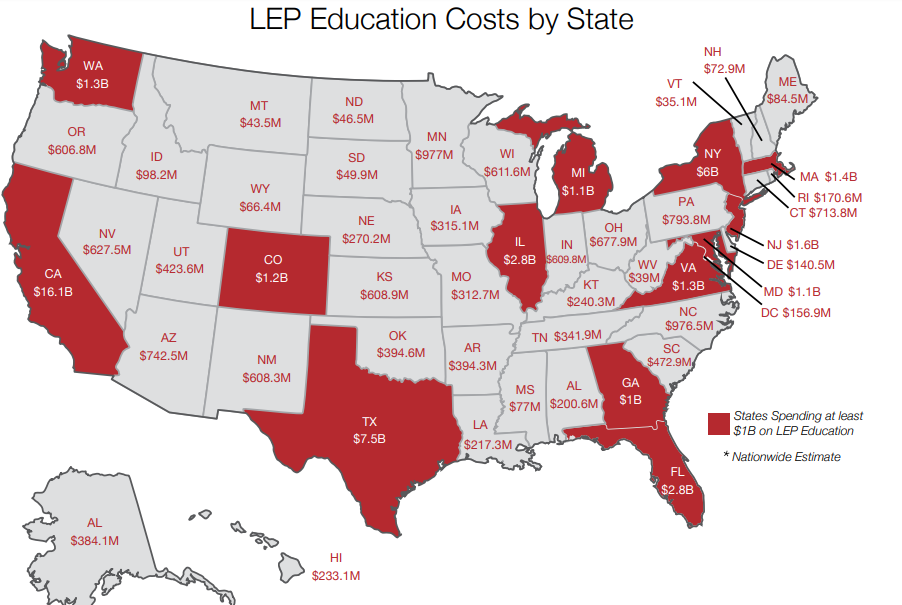 LEP Education Costs by State
WA
$1.3B
OR
$606.8M
CA
$16.1B
NV
$627.5M
ID
$98.2M
MT
$43.5M
WY
$66.4M
UT
$423.6M
AZ
$742.5M
CO
$1.2B
NM
$608.3M
ND
$46.5M
SD
$49.9M
NE
$270.2M
KS
$608.9M
OK
$394.6M
TX
$7.5B
MN
$977M
IA
$315.1M
MO
$312.7M
AR
$394.3M
LA
$217.3M
WI
$611.6M
IL
$2.8B
MI
$1.1B
IN
$609.8M
OH
$677.9M
KT
$240.3M
TN $341.9M
MS
$77M
AL
$200.6M
GA
$1B
FL
$2.8B
SC
$472.9M
NC
$976.5M
VA
$1.3B
WV
$39M
PA
$793.8M
NY
$6B
VT
$35.1M
NH
$72.9M
ME
$84.5M
MA $1.4B
RI $170.6M
CT $713.8M
NJ $1.6B
DE $140.5M
MD $1.1B
DC $156.9M
AL
$384.1M
HI
$233.1M
States Spending at least
$1B on LEP Education
* Nationwide Estimate